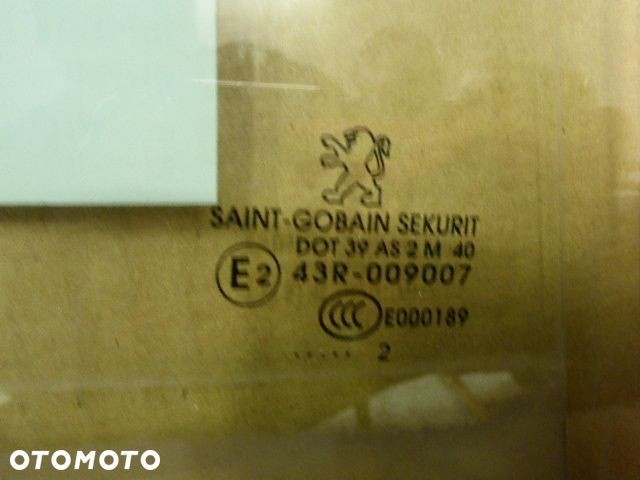 SAINT-GOBAIN SEKURIT
DOT 39 AS 2 M 40
E2 43R-009007
CCC E000189
..... 2
OTOMOTO